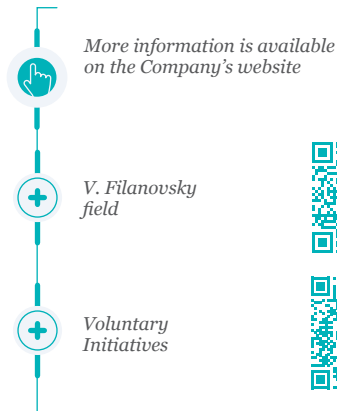 More information is available
on the Company’s website
V. Filanovsky
field
Voluntary
Initiatives